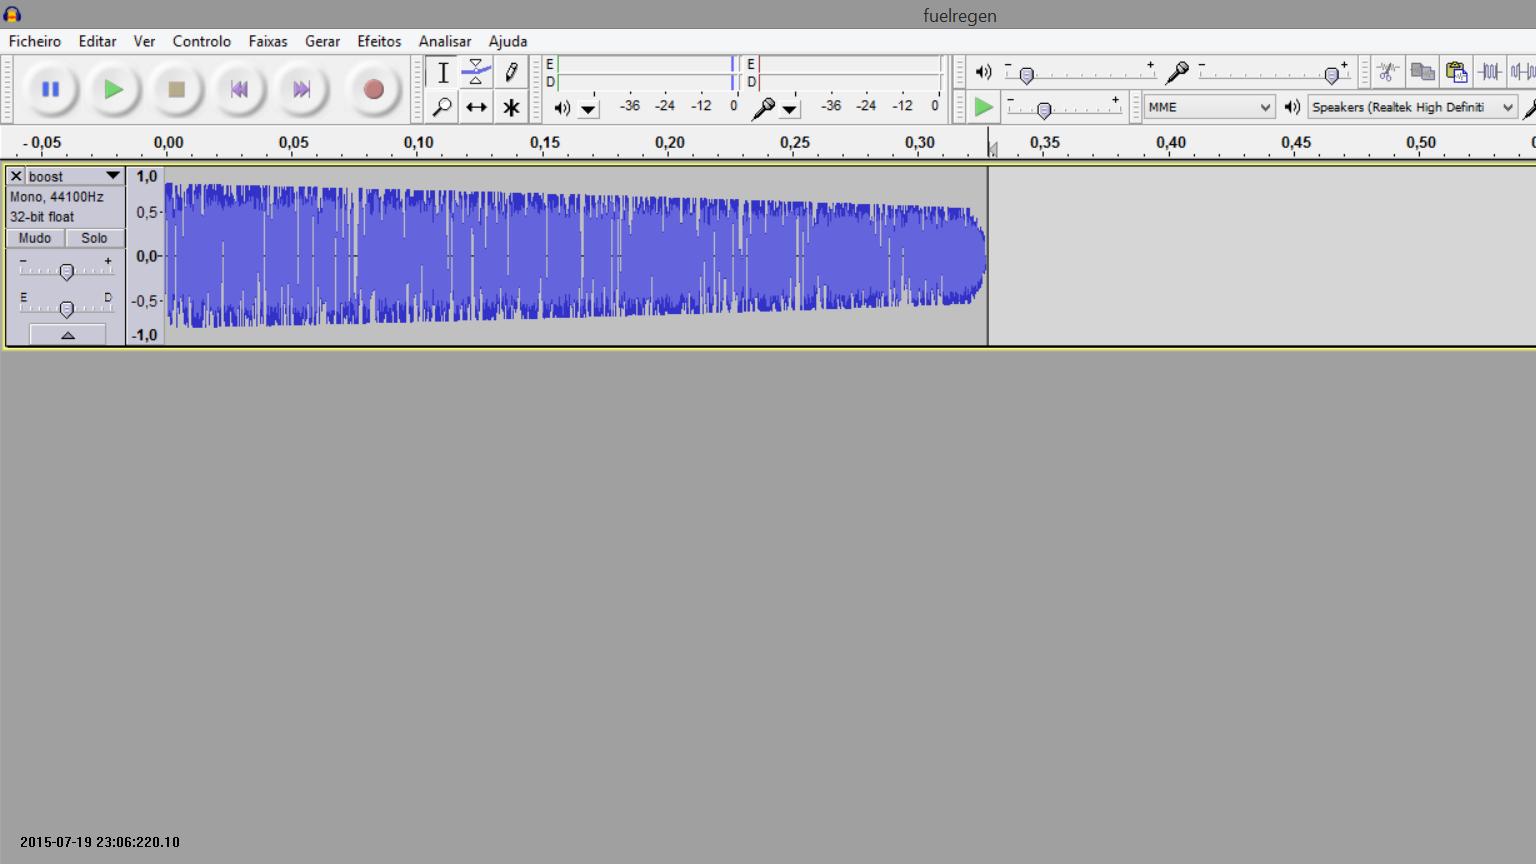 fuelregen
Ficheiro Editar Ver Controlo Faixas Gerar Efeitos Analisar Ajuda
E E
D D
-36 -24 -12 0 -36 -24 -12 0
MME Speakers (Realtek High Definiti
- 0,05 0,00 0,05 0,10 0,15 0,20 0,25 0,30 0,35 0,40 0,45 0,50
boost
Mono, 44100Hz
32-bit float
Mudo Solo
- +
E D
1,0
0,5-
0,0-
-0,5-
-1,0
2015-07-19 23:06:220.10